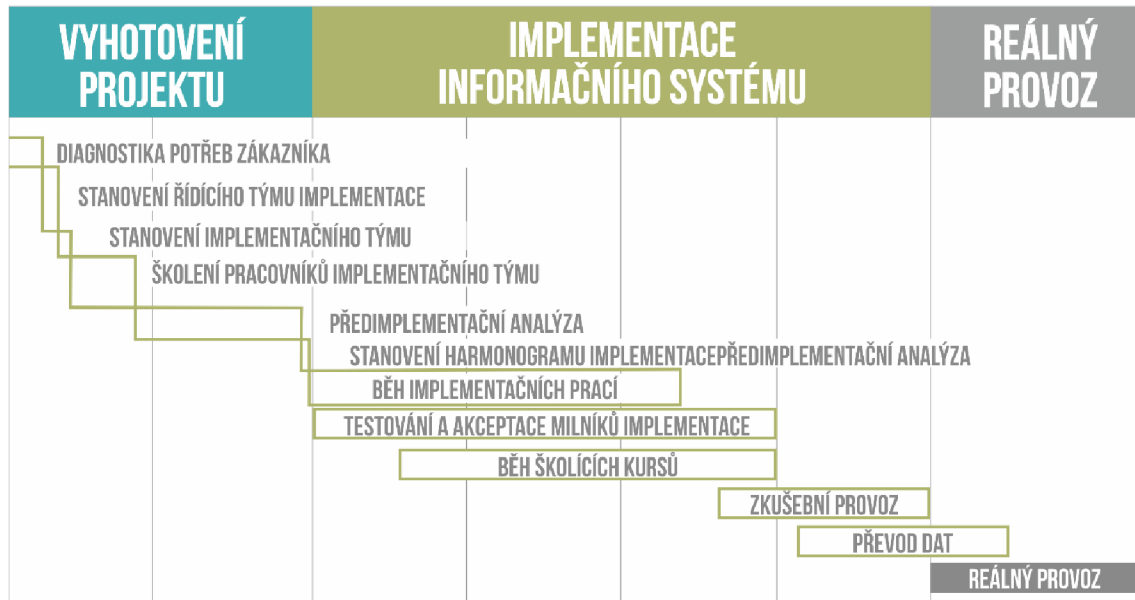 VYHOTOVENÍ
PROJEKTU
IMPLEMENTACE
INFORMAČNÍHO SYSTÉMU
REÁLNÝ
PROVOZ
DIAGNOSTIKA POTŘEB ZÁKAZNÍKA
STANOVENÍ ŘÍDÍCÍHO TÝMU IMPLEMENTACE
STANOVENÍ IMPLEMENTAČNÍHO TÝMU
ŠKOLENÍ PRACOVNÍKŮ IMPLEMENTAČNÍHO TÝMU
PŘEDIMPLEMENTAČNÍ ANALÝZA
STANOVENÍ HARMONOGRAMU IMPLEMENTACEPŘEDIMPLEMENTAČNÍ ANALÝZA
BĚH IMPLEMENTAČNÍCH PRACÍ
TESTOVÁNÍ A AKCEPTACE MILNÍKŮ IMPLEMENTACE
BĚH ŠKOLÍCÍCH KURSŮ
ZKUŠEBNÍ PROVOZ
PŘEVOD DAT
REÁLNÝ PROVOZ